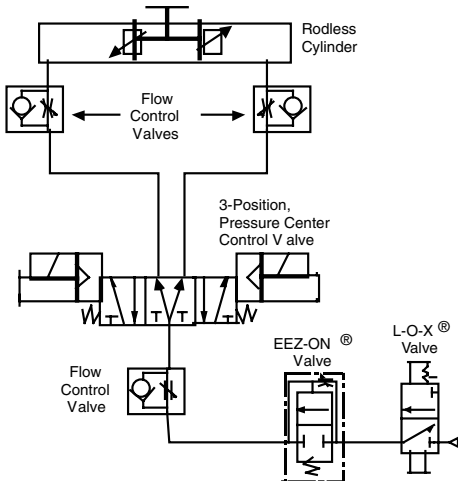 Rodless
Cylinder
Flow
Control
Valves
3-Position,
Pressure Center
Control V alve
EEZ-ON ®
Valve
L-O-X ®
Valve
Flow
Control
Valve